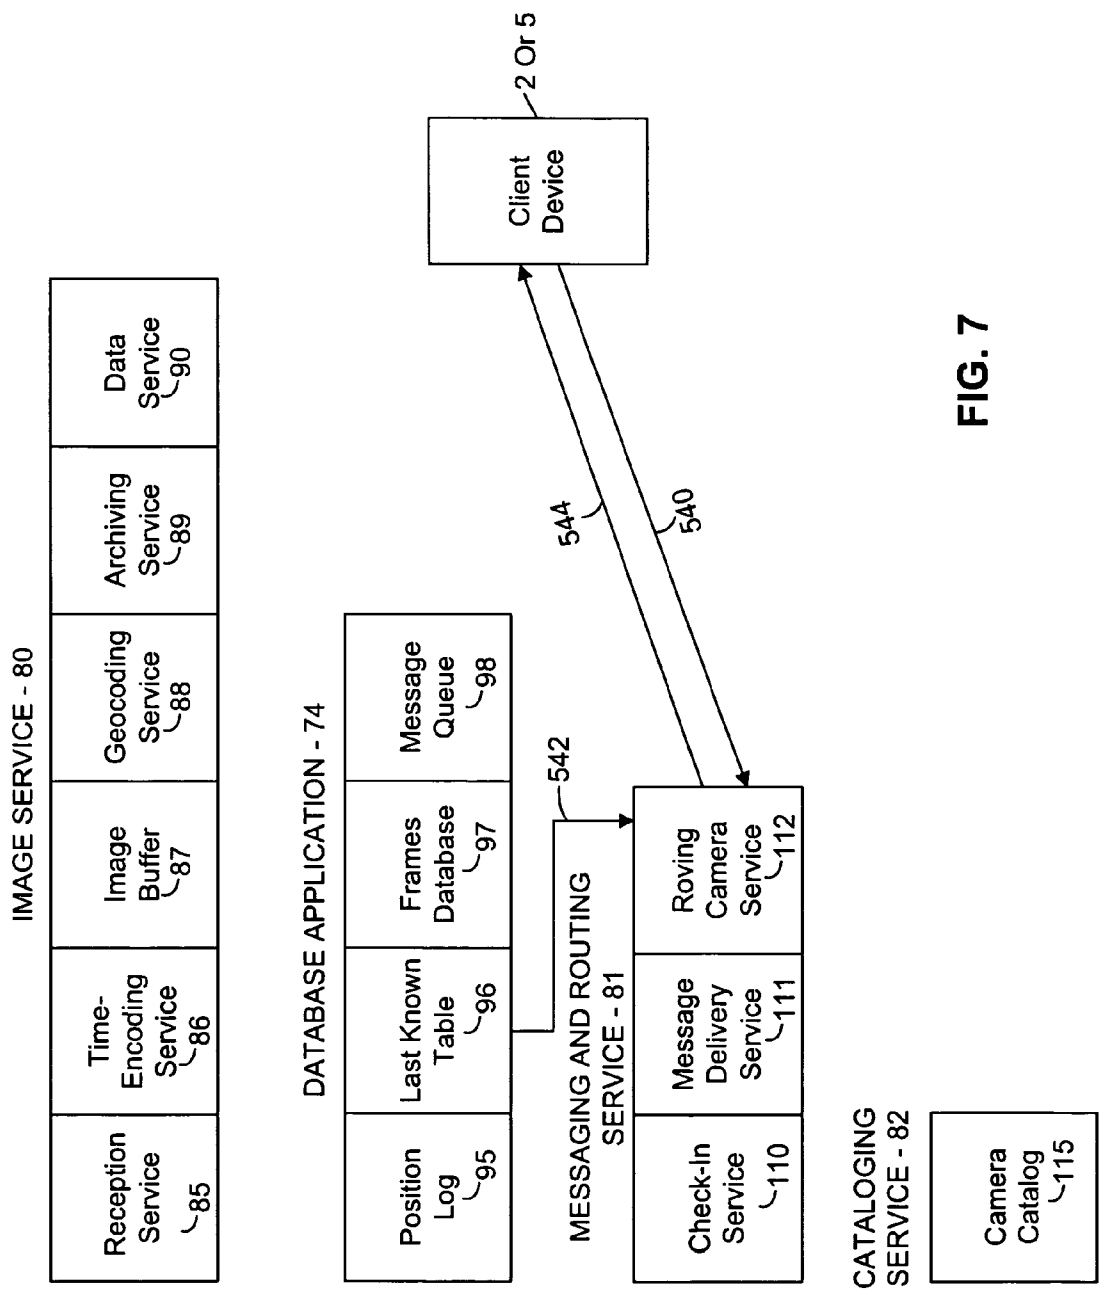 IMAGE SERVICE - 80
Reception
Service
85
Time-
Encoding
Service
86
Image
Buffer
87
Geocoding
Service
88
Archiving
Service
89
Data
Service
90
DATABASE APPLICATION - 74
Position
Log
95
Last Known
Table
96
Frames
Database
97
Message
Queue
98
542
MESSAGING AND ROUTING
SERVICE - 81
Check-In
Service
110
Message
Delivery
Service
111
Roving
Camera
Service
112
544
540
Client
Device
2 Or 5
CATALOGING
SERVICE - 82
Camera
Catalog
115
FIG. 7